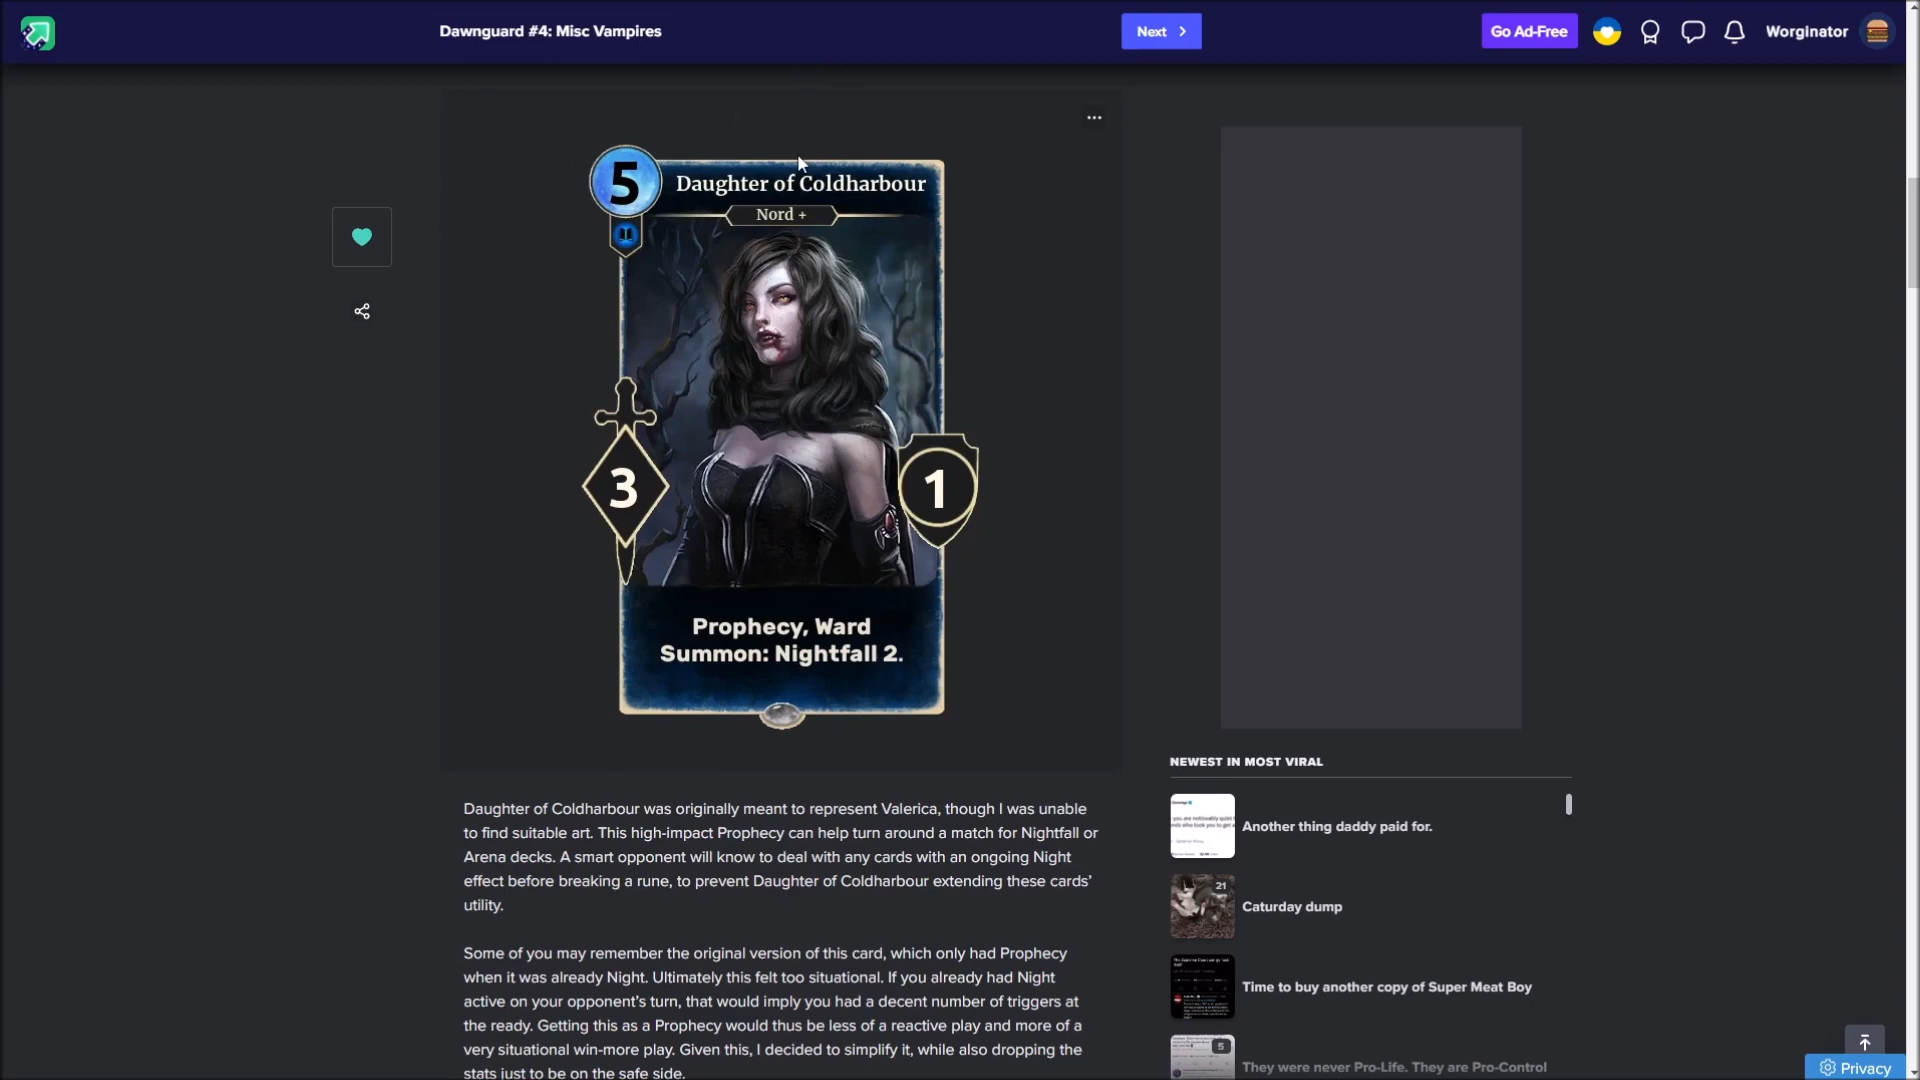 Dawnguard #4: Misc Vampires
Next
Go Ad-Free
Worginator
5
Daughter of Coldharbour
Nord +
3
1
Prophecy, Ward
Summon: Nightfall 2.
Daughter of Coldharbour was originally meant to represent Valerica, though I was unable
to find suitable art. This high-impact Prophecy can help turn around a match for Nightfall or
Arena decks. A smart opponent will know to deal with any cards with an ongoing Night
effect before breaking a rune, to prevent Daughter of Coldharbour extending these cards'
utility.
Some of you may remember the original version of this card, which only had Prophecy
when it was already Night. Ultimately this felt too situational. If you already had Night
active on your opponent's turn, that would imply you had a decent number of triggers at
the ready. Getting this as a Prophecy would thus be less of a reactive play and more of a
very situational win-more play. Given this, I decided to simplify it, while also dropping the
stats just to be on the safe side.
NEWEST IN MOST VIRAL
Another thing daddy paid for.
21
Caturday dump
Time to buy another copy of Super Meat Boy
5
They were never Pro-Life. They are Pro-Control
Privacy